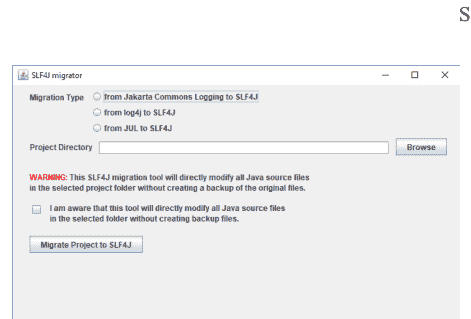 S
SLF4J migrator
Migration Type
from Jakarta Commons Logging to SLF4J
from log4j to SLF4J
from JUL to SLF4J
Project Directory
Browse
WARNING: This SLF4J migration tool will directly modify all Java source files
in the selected project folder without creating a backup of the original files.
I am aware that this tool will directly modify all Java source files
in the selected folder without creating backup files.
Migrate Project to SLF4J